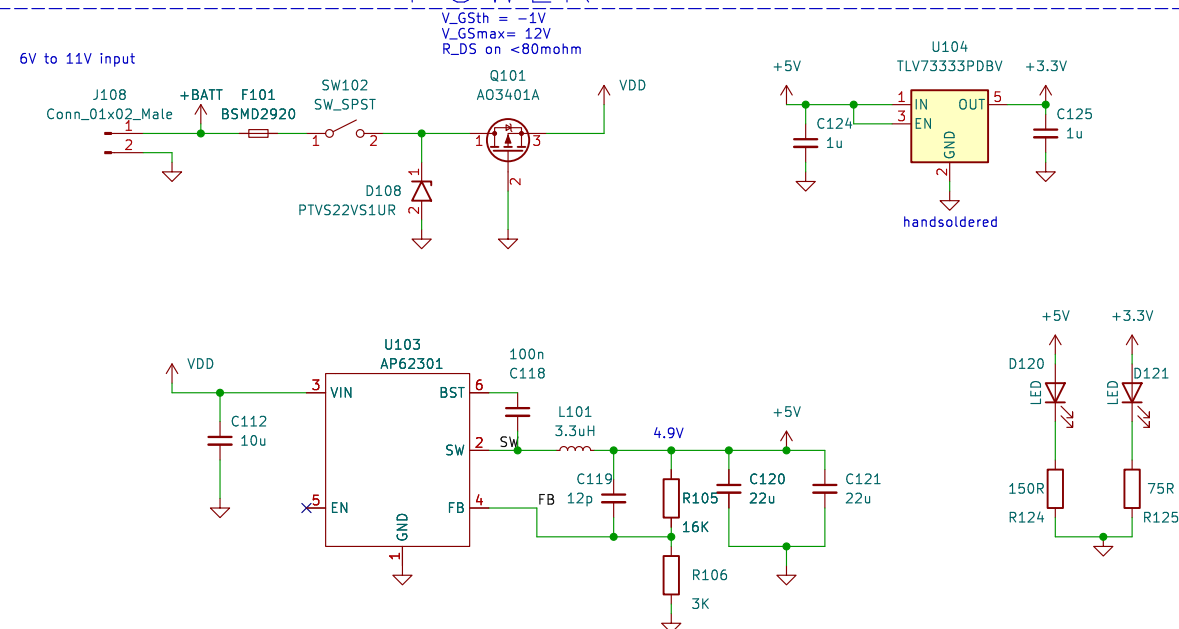 POWER
V_GSth = -1V
V_GSmax= 12V
R_DS on <80mohm
6V to 11V input
J108
Conn_01x02_Male
1
2
+BATT
F101
BSMD2920
SW102
SW_SPST
1
2
Q101
AO3401A
1
3
2
VDD
D108
PTVS22VS1UR
1
2
U104
TLV73333PDBV
+5V
+3.3V
1
IN
OUT
5
3
EN
GND
2
C124
1u
C125
1u
handsoldered
U103
AP62301
VDD
C112
10u
3
VIN
BST
6
SW
2
5
EN
FB
4
GND
1
100n
C118
SW
L101
3.3uH
4.9V
+5V
FB
C119
12p
R105
16K
C120
22u
C121
22u
R106
3K
+5V
+3.3V
D120
LED
D121
LED
150R
R124
75R
R125